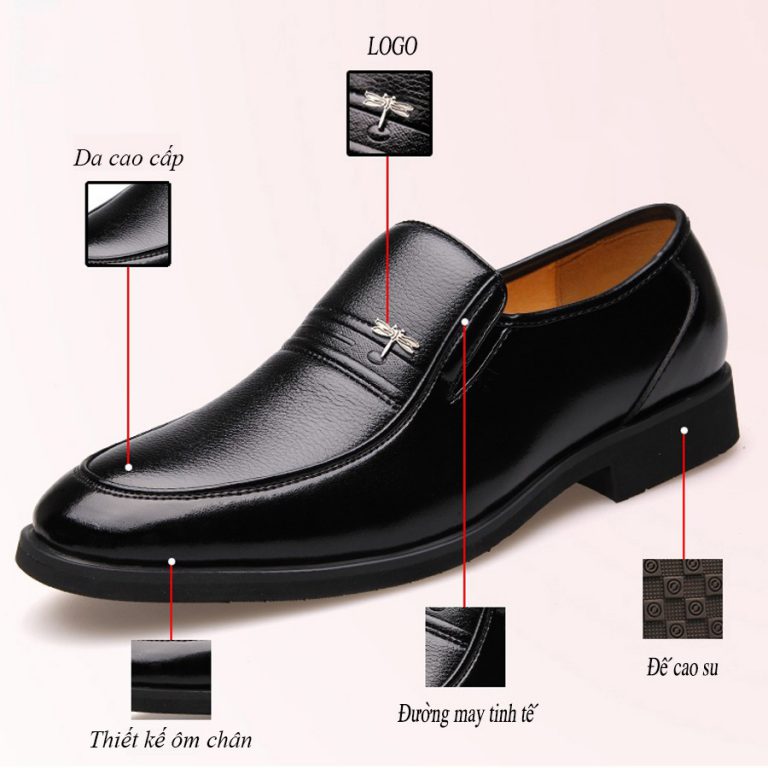 LOGO
Da cao cấp
Đế cao su
Đường may tinh tế
Thiết kế ôm chân